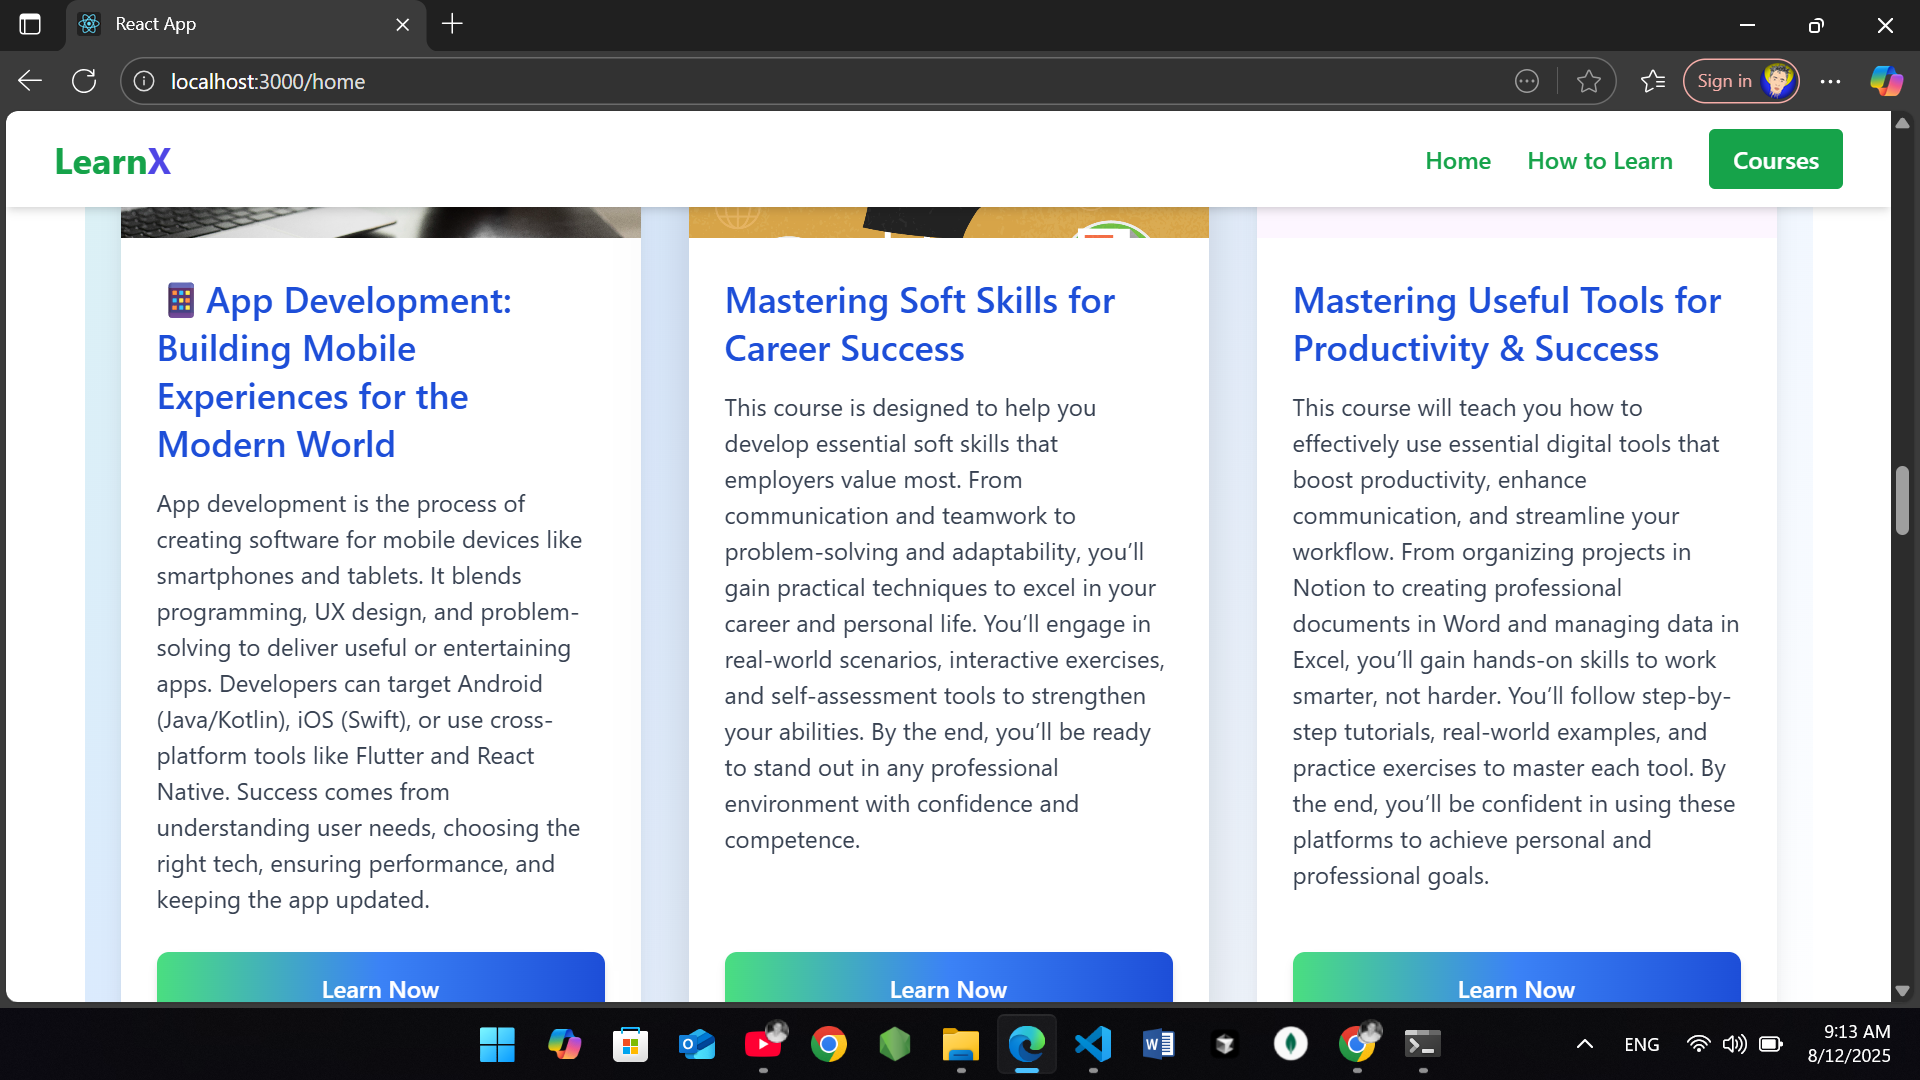 React App
localhost:3000/home
Sign in
LearnX
Home
How to Learn
Courses
App Development:
Building Mobile
Experiences for the
Modern World
App development is the process of
creating software for mobile devices like
smartphones and tablets. It blends
programming, UX design, and problem-
solving to deliver useful or entertaining
apps. Developers can target Android
(Java/Kotlin), iOS (Swift), or use cross-
platform tools like Flutter and React
Native. Success comes from
understanding user needs, choosing the
right tech, ensuring performance, and
keeping the app updated.
Learn Now
Mastering Soft Skills for
Career Success
This course is designed to help you
develop essential soft skills that
employers value most. From
communication and teamwork to
problem-solving and adaptability, you’ll
gain practical techniques to excel in your
career and personal life. You’ll engage in
real-world scenarios, interactive exercises,
and self-assessment tools to strengthen
your abilities. By the end, you’ll be ready
to stand out in any professional
environment with confidence and
competence.
Learn Now
Mastering Useful Tools for
Productivity & Success
This course will teach you how to
effectively use essential digital tools that
boost productivity, enhance
communication, and streamline your
workflow. From organizing projects in
Notion to creating professional
documents in Word and managing data in
Excel, you’ll gain hands-on skills to work
smarter, not harder. You’ll follow step-by-
step tutorials, real-world examples, and
practice exercises to master each tool. By
the end, you’ll be confident in using these
platforms to achieve personal and
professional goals.
Learn Now
ENG
9:13 AM
8/12/2025